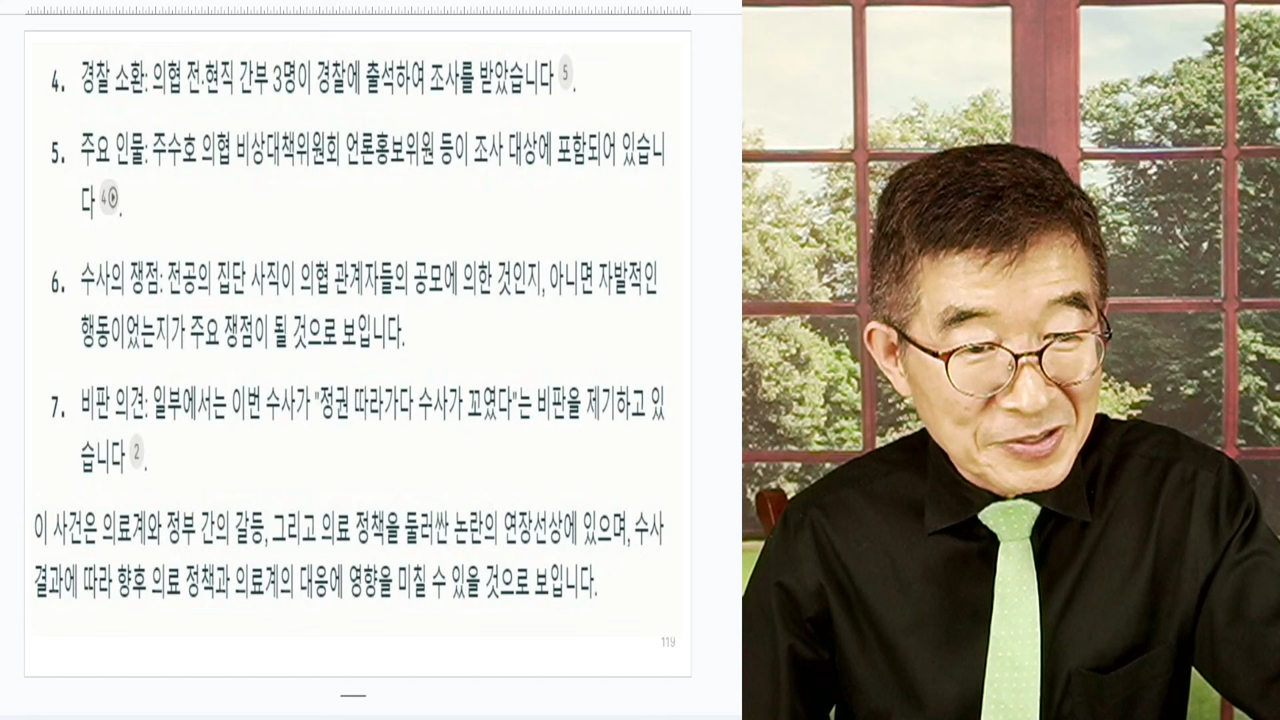 4. 경찰 소환: 의협 전·현직 간부 3명이 경찰에 출석하여 조사를 받았습니다 5.
5. 주요 인물: 주수호 의협 비상대책위원회 언론홍보위원 등이 조사 대상에 포함되어 있습니
다 4.
6. 수사의 쟁점: 전공의 집단 사직이 의협 관계자들의 공모에 의한 것인지, 아니면 자발적인
행동이었는지가 주요 쟁점이 될 것으로 보입니다.
7. 비판 의견: 일부에서는 이번 수사가 "정권 따라가다 수사가 꼬였다"는 비판을 제기하고 있
습니다 2.
이 사건은 의료계와 정부 간의 갈등, 그리고 의료 정책을 둘러싼 논란의 연장선상에 있으며, 수사
결과에 따라 향후 의료 정책과 의료계의 대응에 영향을 미칠 수 있을 것으로 보입니다.
119